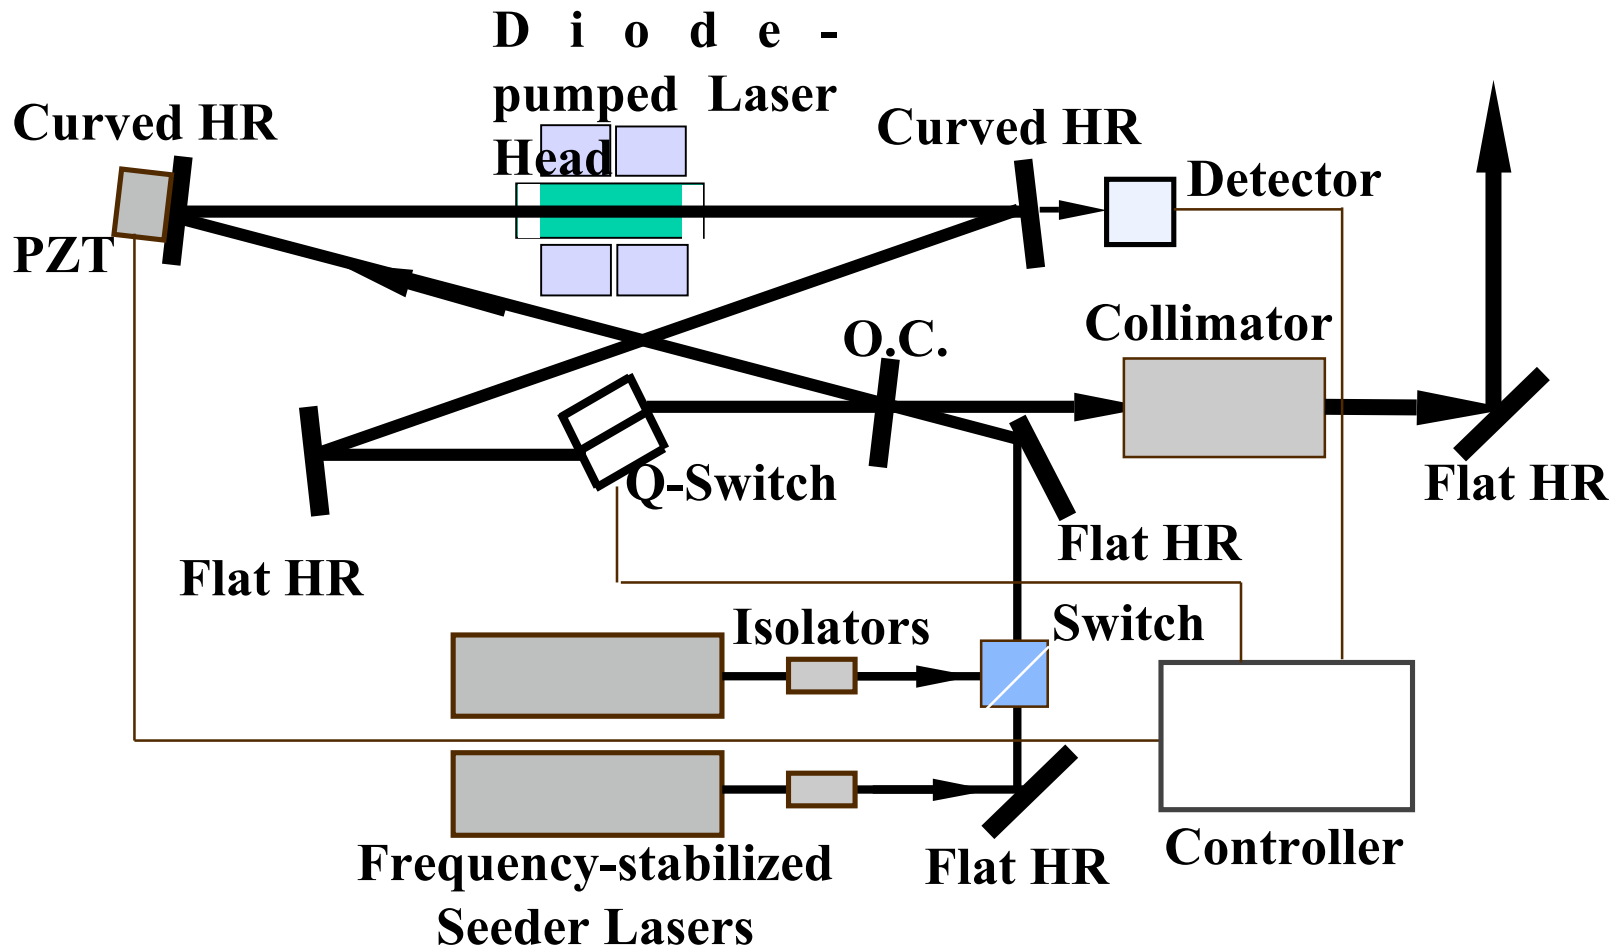 D i o d e -
pumped Laser
Head
Curved HR
Curved HR
Detector
PZT
Collimator
O.C.
Q-Switch
Flat HR
Flat HR
Flat HR
Isolators
Switch
Controller
Frequency-stabilized
Seeder Lasers
Flat HR